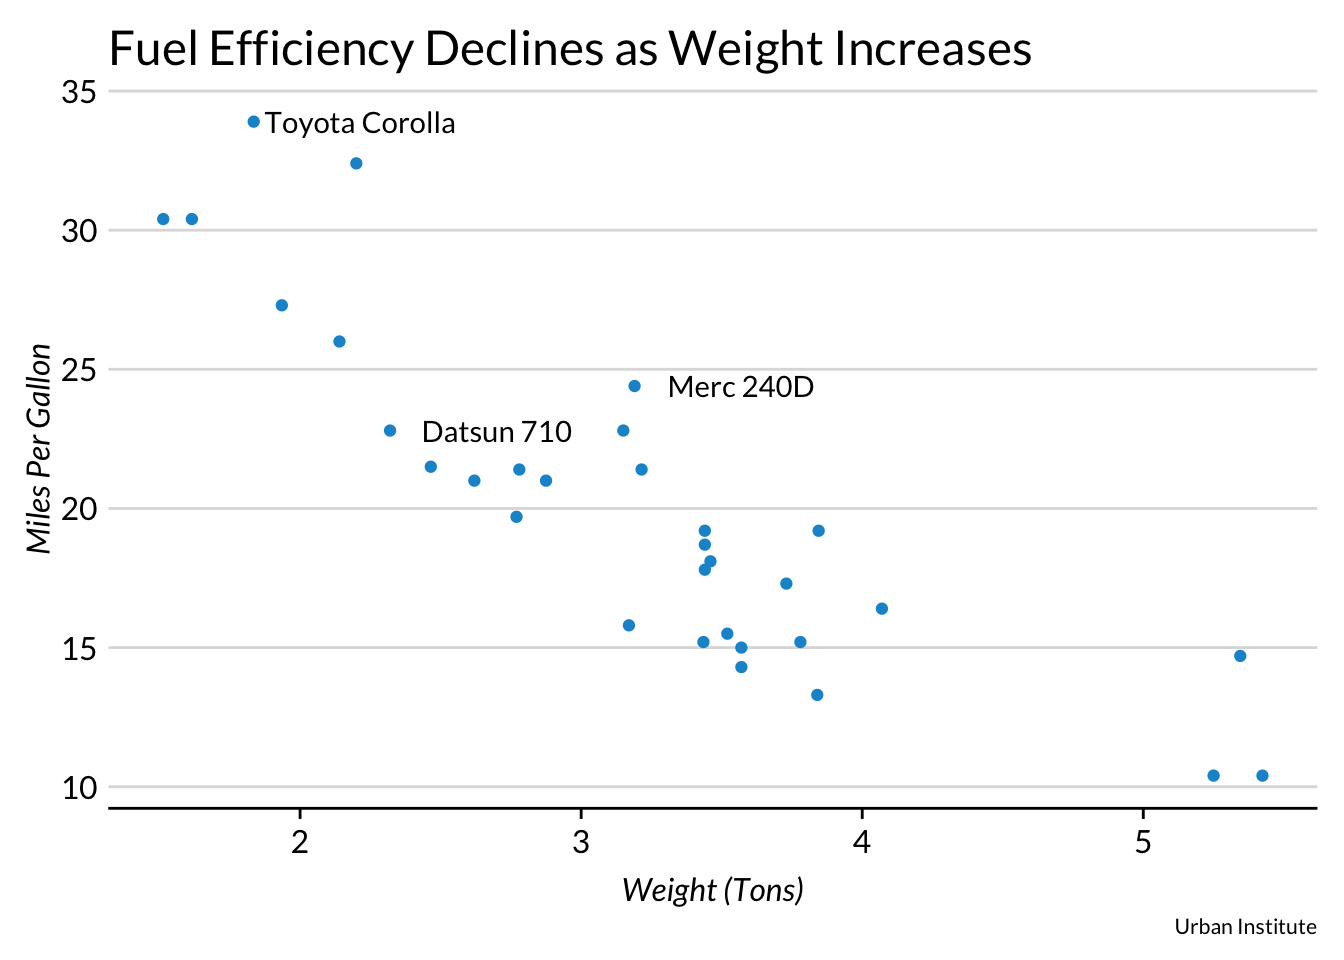 Fuel Efficiency Declines as Weight Increases
35
Toyota Corolla
30
25
Merc 240D
Datsun 710
Miles Per Gallon
20
15
10
2 3 4 5
Weight (Tons)
Urban Institute